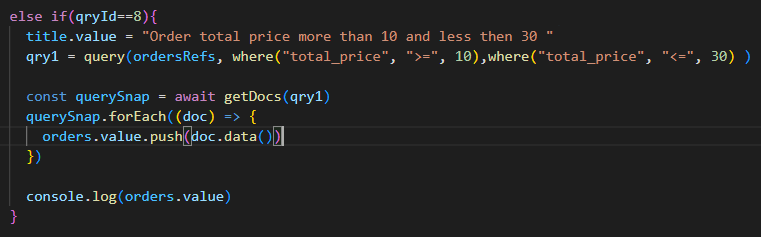 else if(qryId==8){
title.value = "Order total price more than 10 and less then 30 "
qry1 = query(ordersRefs, where("total_price", ">=", 10),where("total_price", "<=", 30) )
const querySnap = await getDocs(qry1)
querySnap.forEach((doc) => {
orders.value.push(doc.data())
})
console.log(orders.value)
}